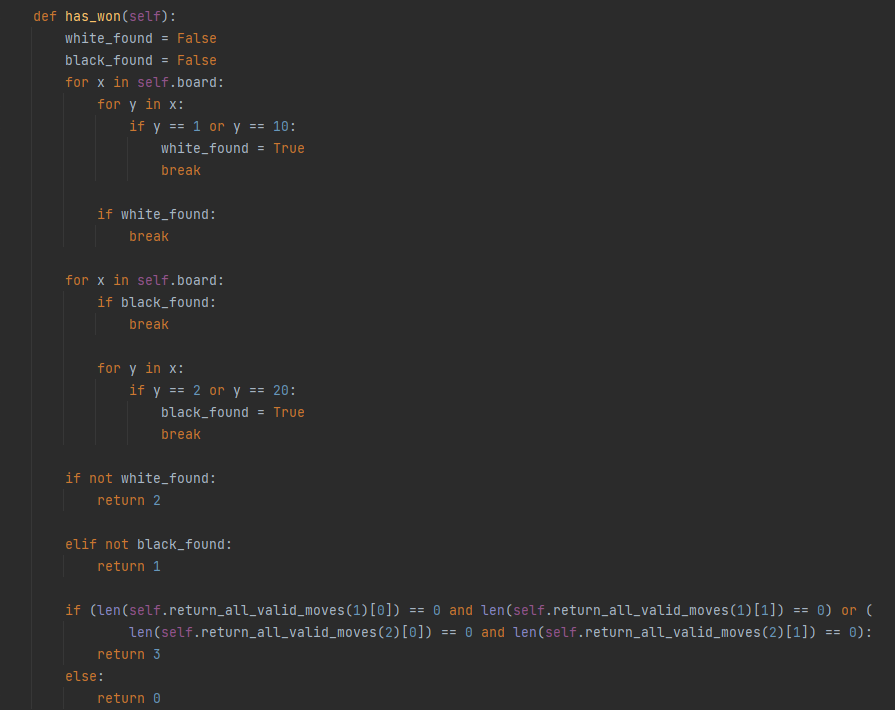 def has_won(self):
    white_found = False
    black_found = False
    for x in self.board:
        for y in x:
            if y == 1 or y == 10:
                white_found = True
                break

        if white_found:
            break

    for x in self.board:
        if black_found:
            break

        for y in x:
            if y == 2 or y == 20:
                black_found = True
                break

    if not white_found:
        return 2

    elif not black_found:
        return 1

    if (len(self.return_all_valid_moves(1)[0]) == 0 and len(self.return_all_valid_moves(1)[1]) == 0) or (
            len(self.return_all_valid_moves(2)[0]) == 0 and len(self.return_all_valid_moves(2)[1]) == 0):
        return 3
    else:
        return 0